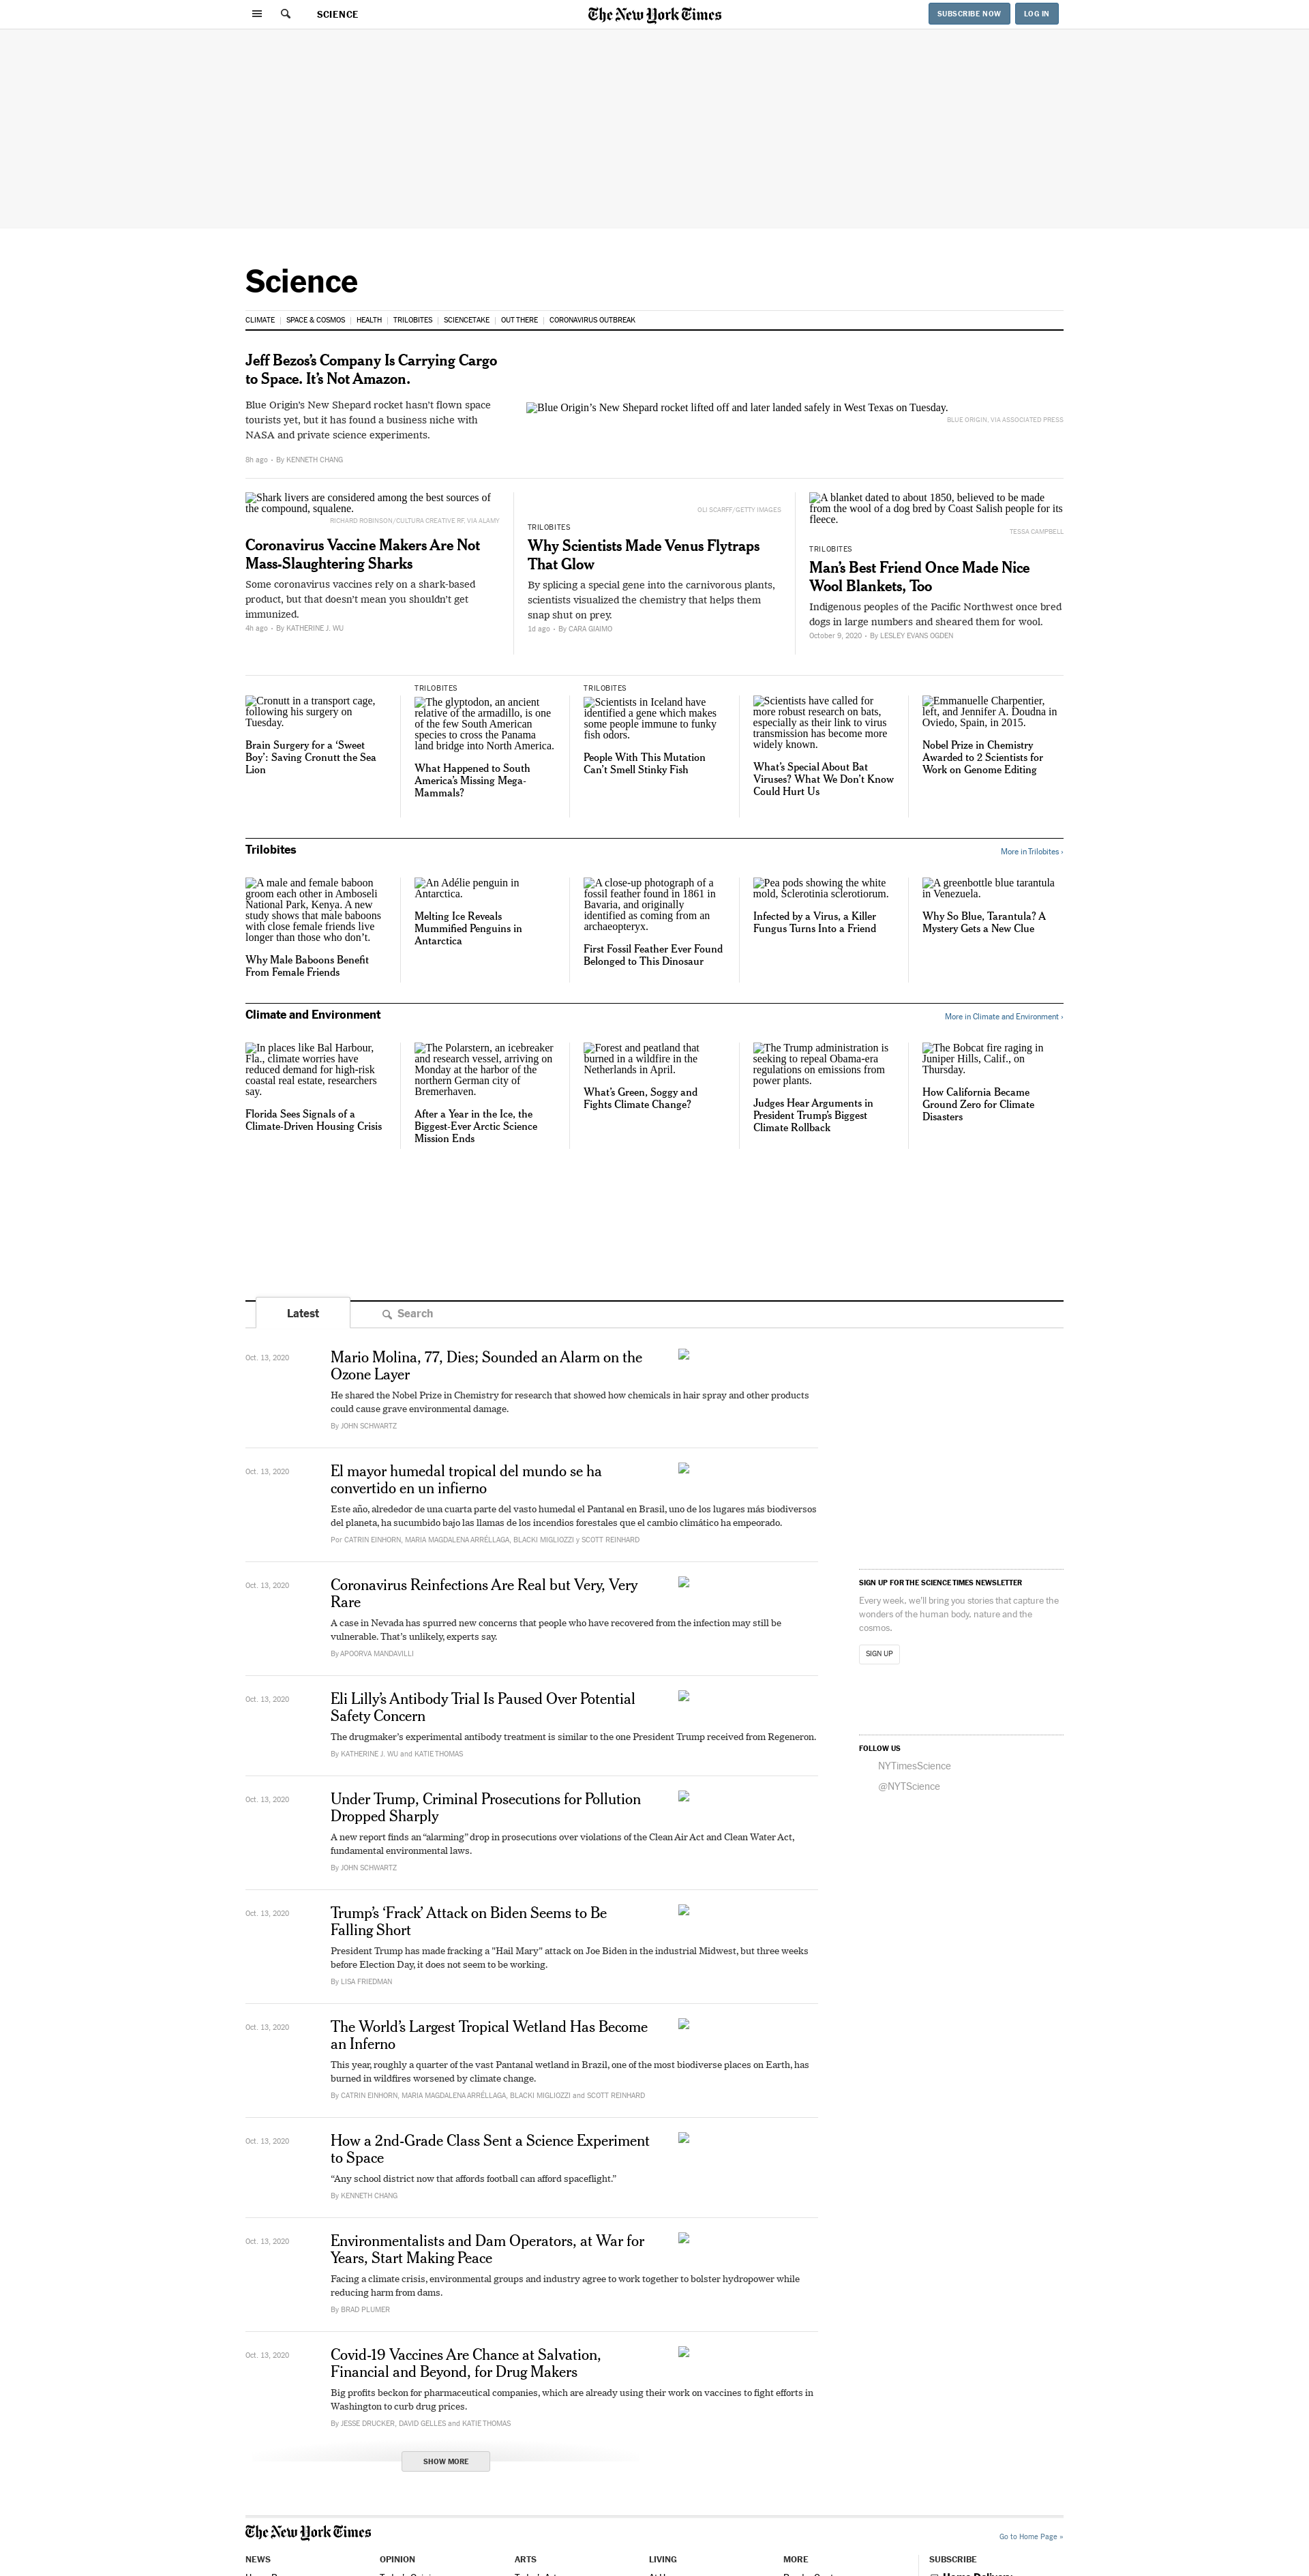 SCIENCE
The New York Times
SUBSCRIBE NOW
LOG IN
Science
CLIMATE
SPACE & COSMOS
HEALTH
TRILOBITES
SCIENCETAKE
OUT THERE
CORONAVIRUS OUTBREAK
Jeff Bezos’s Company Is Carrying Cargo
to Space. It’s Not Amazon.
Blue Origin’s New Shepard rocket hasn’t flown space
tourists yet, but it has found a business niche with
NASA and private science experiments.
8h ago • By KENNETH CHANG
Blue Origin’s New Shepard rocket lifted off and later landed safely in West Texas on Tuesday.
BLUE ORIGIN, VIA ASSOCIATED PRESS
Shark livers are considered among the best sources of
the compound, squalene.
RICHARD ROBINSON/CULTURA CREATIVE RF, VIA ALAMY
Coronavirus Vaccine Makers Are Not
Mass-Slaughtering Sharks
Some coronavirus vaccines rely on a shark-based
product, but that doesn’t mean you shouldn’t get
immunized.
4h ago • By KATHERINE J. WU
OLI SCARFF/GETTY IMAGES
TRILOBITES
Why Scientists Made Venus Flytraps
That Glow
By splicing a special gene into the carnivorous plants,
scientists visualized the chemistry that helps them
snap shut on prey.
1d ago • By CARA GIAIMO
A blanket dated to about 1850, believed to be made
from the wool of a dog bred by Coast Salish people for its
fleece.
TESSA CAMPBELL
TRILOBITES
Man’s Best Friend Once Made Nice
Wool Blankets, Too
Indigenous peoples of the Pacific Northwest once bred
dogs in large numbers and sheared them for wool.
October 9, 2020 • By LESLEY EVANS OGDEN
Cronutt in a transport cage,
following his surgery on
Tuesday.
Brain Surgery for a ‘Sweet
Boy’: Saving Cronutt the Sea
Lion
TRILOBITES
The glyptodon, an ancient
relative of the armadillo, is one
of the few South American
species to cross the Panama
land bridge into North America.
What Happened to South
America’s Missing Mega-
Mammals?
TRILOBITES
Scientists in Iceland have
identified a gene which makes
some people immune to funky
fish odors.
People With This Mutation
Can’t Smell Stinky Fish
Scientists have called for
more robust research on bats,
especially as their link to virus
transmission has become more
widely known.
What’s Special About Bat
Viruses? What We Don’t Know
Could Hurt Us
Emmanuelle Charpentier,
left, and Jennifer A. Doudna in
Oviedo, Spain, in 2015.
Nobel Prize in Chemistry
Awarded to 2 Scientists for
Work on Genome Editing
Trilobites
More in Trilobites ›
A male and female baboon
groom each other in Amboseli
National Park, Kenya. A new
study shows that male baboons
with close female friends live
longer than those who don’t.
Why Male Baboons Benefit
From Female Friends
An Adélie penguin in
Antarctica.
Melting Ice Reveals
Mummified Penguins in
Antarctica
A close-up photograph of a
fossil feather found in 1861 in
Bavaria, and originally
identified as coming from an
archaeopteryx.
First Fossil Feather Ever Found
Belonged to This Dinosaur
Pea pods showing the white
mold, Sclerotinia sclerotiorum.
Infected by a Virus, a Killer
Fungus Turns Into a Friend
A greenbottle blue tarantula
in Venezuela.
Why So Blue, Tarantula? A
Mystery Gets a New Clue
Climate and Environment
More in Climate and Environment ›
In places like Bal Harbour,
Fla., climate worries have
reduced demand for high-risk
coastal real estate, researchers
say.
Florida Sees Signals of a
Climate-Driven Housing Crisis
The Polarstern, an icebreaker
and research vessel, arriving on
Monday at the harbor of the
northern German city of
Bremerhaven.
After a Year in the Ice, the
Biggest-Ever Arctic Science
Mission Ends
Forest and peatland that
burned in a wildfire in the
Netherlands in April.
What’s Green, Soggy and
Fights Climate Change?
The Trump administration is
seeking to repeal Obama-era
regulations on emissions from
power plants.
Judges Hear Arguments in
President Trump’s Biggest
Climate Rollback
The Bobcat fire raging in
Juniper Hills, Calif., on
Thursday.
How California Became
Ground Zero for Climate
Disasters
Latest
Search
Oct. 13, 2020
Mario Molina, 77, Dies; Sounded an Alarm on the
Ozone Layer
He shared the Nobel Prize in Chemistry for research that showed how chemicals in hair spray and other products
could cause grave environmental damage.
By JOHN SCHWARTZ
Oct. 13, 2020
El mayor humedal tropical del mundo se ha
convertido en un infierno
Este año, alrededor de una cuarta parte del vasto humedal el Pantanal en Brasil, uno de los lugares más biodiversos
del planeta, ha sucumbido bajo las llamas de los incendios forestales que el cambio climático ha empeorado.
Por CATRIN EINHORN, MARIA MAGDALENA ARRÉLLAGA, BLACKI MIGLIOZZI y SCOTT REINHARD
Oct. 13, 2020
Coronavirus Reinfections Are Real but Very, Very
Rare
A case in Nevada has spurred new concerns that people who have recovered from the infection may still be
vulnerable. That’s unlikely, experts say.
By APOORVA MANDAVILLI
Oct. 13, 2020
Eli Lilly’s Antibody Trial Is Paused Over Potential
Safety Concern
The drugmaker’s experimental antibody treatment is similar to the one President Trump received from Regeneron.
By KATHERINE J. WU and KATIE THOMAS
Oct. 13, 2020
Under Trump, Criminal Prosecutions for Pollution
Dropped Sharply
A new report finds an “alarming” drop in prosecutions over violations of the Clean Air Act and Clean Water Act,
fundamental environmental laws.
By JOHN SCHWARTZ
Oct. 13, 2020
Trump’s ‘Frack’ Attack on Biden Seems to Be
Falling Short
President Trump has made fracking a "Hail Mary" attack on Joe Biden in the industrial Midwest, but three weeks
before Election Day, it does not seem to be working.
By LISA FRIEDMAN
Oct. 13, 2020
The World’s Largest Tropical Wetland Has Become
an Inferno
This year, roughly a quarter of the vast Pantanal wetland in Brazil, one of the most biodiverse places on Earth, has
burned in wildfires worsened by climate change.
By CATRIN EINHORN, MARIA MAGDALENA ARRÉLLAGA, BLACKI MIGLIOZZI and SCOTT REINHARD
Oct. 13, 2020
How a 2nd-Grade Class Sent a Science Experiment
to Space
“Any school district now that affords football can afford spaceflight.”
By KENNETH CHANG
Oct. 13, 2020
Environmentalists and Dam Operators, at War for
Years, Start Making Peace
Facing a climate crisis, environmental groups and industry agree to work together to bolster hydropower while
reducing harm from dams.
By BRAD PLUMER
Oct. 13, 2020
Covid-19 Vaccines Are Chance at Salvation,
Financial and Beyond, for Drug Makers
Big profits beckon for pharmaceutical companies, which are already using their work on vaccines to fight efforts in
Washington to curb drug prices.
By JESSE DRUCKER, DAVID GELLES and KATIE THOMAS
SHOW MORE
SIGN UP FOR THE SCIENCE TIMES NEWSLETTER
Every week, we’ll bring you stories that capture the
wonders of the human body, nature and the
cosmos.
SIGN UP
FOLLOW US
NYTimesScience
@NYTScience
The New York Times
Go to Home Page »
NEWS
OPINION
ARTS
LIVING
MORE
SUBSCRIBE